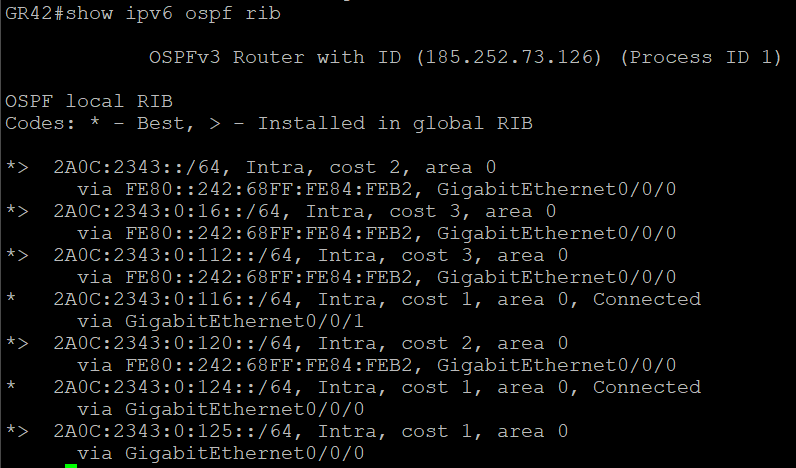 GR42#show ipv6 ospf rib
OSPFv3 Router with ID (185.252.73.126) (Process ID 1)
OSPF local RIB
Codes: * - Best, > - Installed in global RIB
*>  2A0C:2343::/64, Intra, cost 2, area 0
via FE80::242:68FF:FE84:FEB2, GigabitEthernet0/0/0
*>  2A0C:2343:0:16::/64, Intra, cost 3, area 0
via FE80::242:68FF:FE84:FEB2, GigabitEthernet0/0/0
*>  2A0C:2343:0:112::/64, Intra, cost 3, area 0
via FE80::242:68FF:FE84:FEB2, GigabitEthernet0/0/0
*   2A0C:2343:0:116::/64, Intra, cost 1, area 0, Connected
via GigabitEthernet0/0/1
*>  2A0C:2343:0:120::/64, Intra, cost 2, area 0
via FE80::242:68FF:FE84:FEB2, GigabitEthernet0/0/0
*   2A0C:2343:0:124::/64, Intra, cost 1, area 0, Connected
via GigabitEthernet0/0/0
*>  2A0C:2343:0:125::/64, Intra, cost 1, area 0
via GigabitEthernet0/0/0